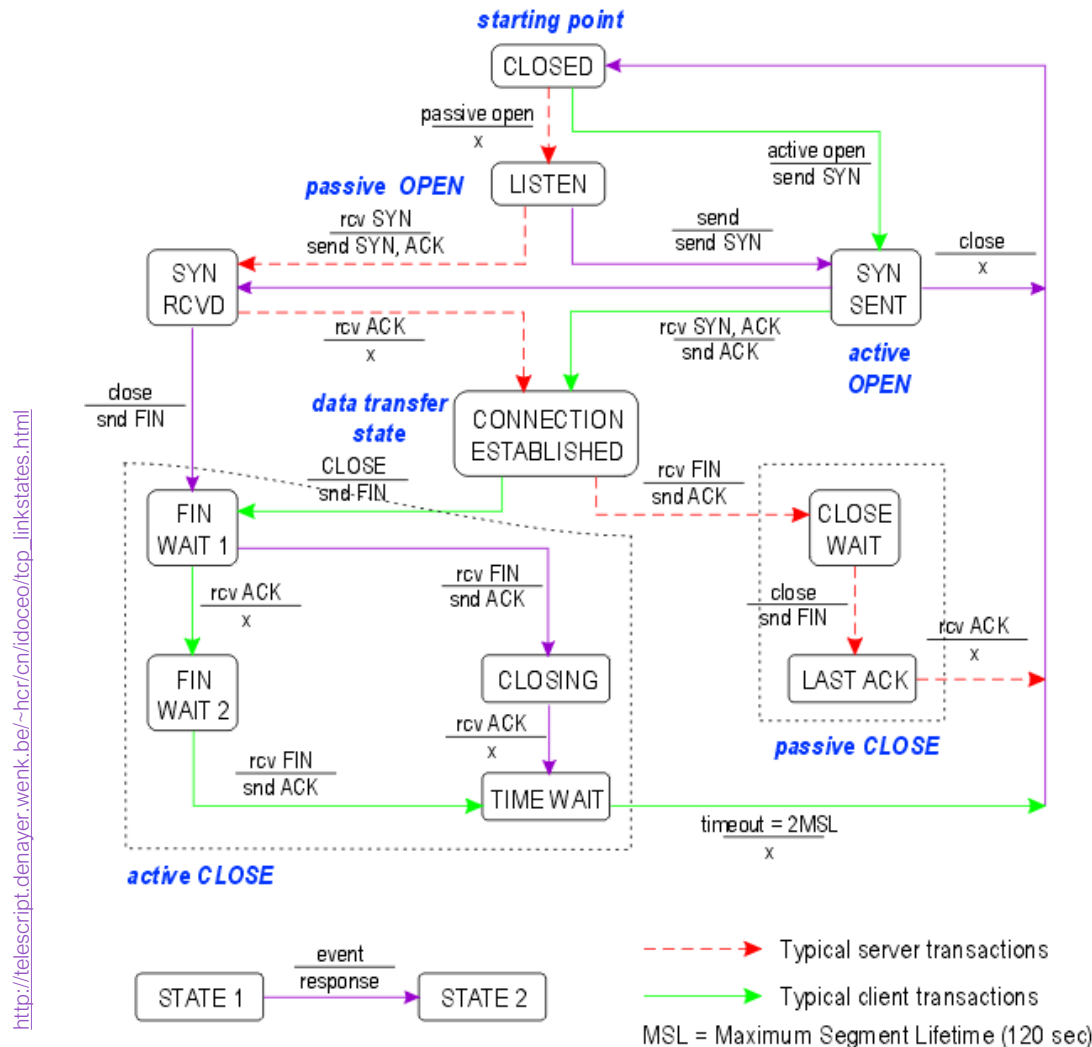 starting point
CLOSED
passive open
x
active open
send SYN
passive OPEN
LISTEN
rcv SYN
send SYN, ACK
send
send SYN
close
x
SYN
RCVD
SYN
SENT
rcv ACK
x
rcv SYN, ACK
snd ACK
active
OPEN
close
snd FIN
data transfer
state
CONNECTION
ESTABLISHED
CLOSE
snd FIN
rcv FIN
snd ACK
FIN
WAIT 1
CLOSE
WAIT
rcv ACK
x
rcv FIN
snd ACK
close
snd FIN
rcv ACK
x
FIN
WAIT 2
CLOSING
LAST ACK
rcv ACK
x
passive CLOSE
rcv FIN
snd ACK
TIME WAIT
timeout = 2MSL
x
active CLOSE
STATE 1
event
response
STATE 2
Typical server transactions
Typical client transactions
MSL = Maximum Segment Lifetime (120 sec)
http://telescript.denayer.wenk.be/~hcr/cn/idoceo/tcp_linkstates.html